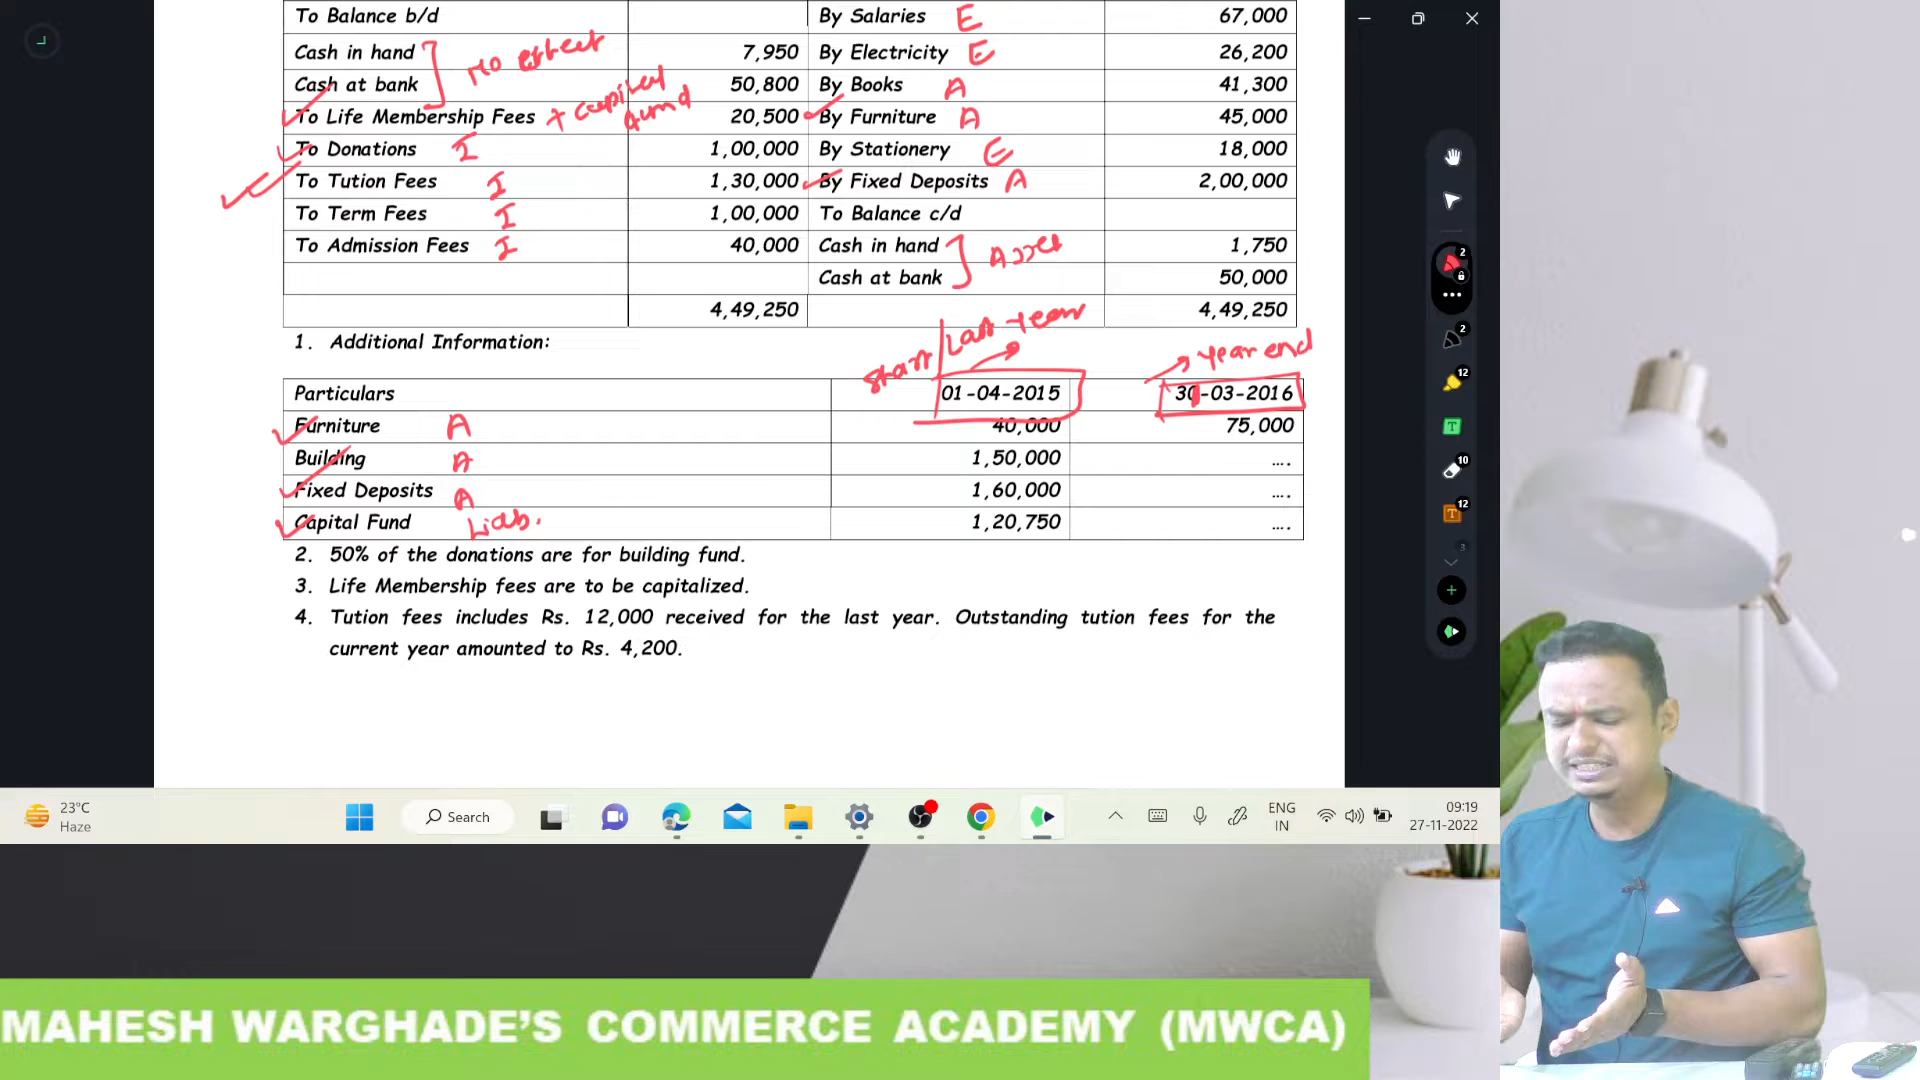 To Balance b/d By Salaries E 67,000
Cash in hand No effect 7,950 By Electricity E 26,200
Cash at bank 50,800 By Books A 41,300
To Life Membership Fees + Capital fund 20,500 By Furniture A 45,000
To Donations I 1,00,000 By Stationery E 18,000
To Tution Fees I 1,30,000 By Fixed Deposits A 2,00,000
To Term Fees I 1,00,000 To Balance c/d
To Admission Fees I 40,000 Cash in hand Asset 1,750
Cash at bank 50,000
4,49,250 4,49,250
1. Additional Information: Start/Last year Year end
Particulars 01-04-2015 30-03-2016
Furniture A 40,000 75,000
Building A 1,50,000 ....
Fixed Deposits A 1,60,000 ....
Capital Fund Liab. 1,20,750 ....
2. 50% of the donations are for building fund.
3. Life Membership fees are to be capitalized.
4. Tution fees includes Rs. 12,000 received for the last year. Outstanding tution fees for the
current year amounted to Rs. 4,200.
2
2
12
T
10
T 12
3
23°C
Haze
Search
ENG
IN
09:19
27-11-2022
MAHESH WARGHADE'S COMMERCE ACADEMY (MWCA)